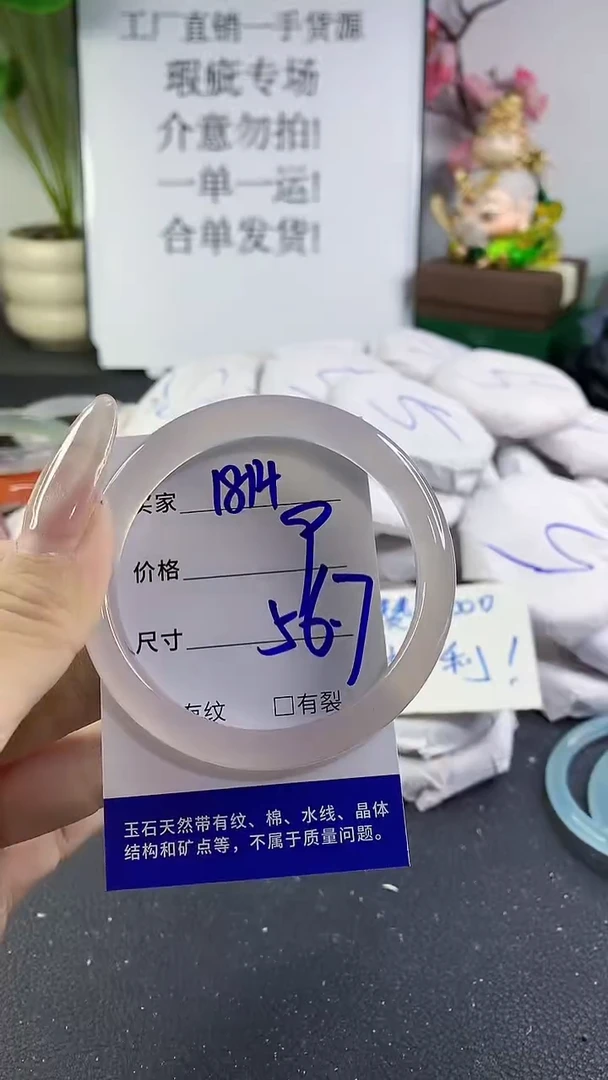 工厂直销一手货源
瑕疵专场
介意勿拍!
一单一运!
合单发货!
买家 1814
价格
尺寸 56.7
有纹 □有裂
玉石天然带有纹、棉、水线、晶体
结构和矿点等，不属于质量问题。
利!